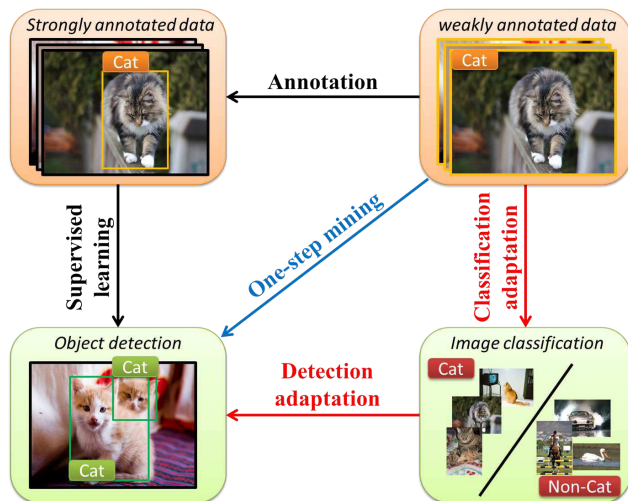 Strongly annotated data
weakly annotated data
Cat
Cat
Annotation
Supervised
learning
One-step mining
Classification
adaptation
Object detection
Image classification
Cat
Cat
Detection
adaptation
Cat
Non-Cat